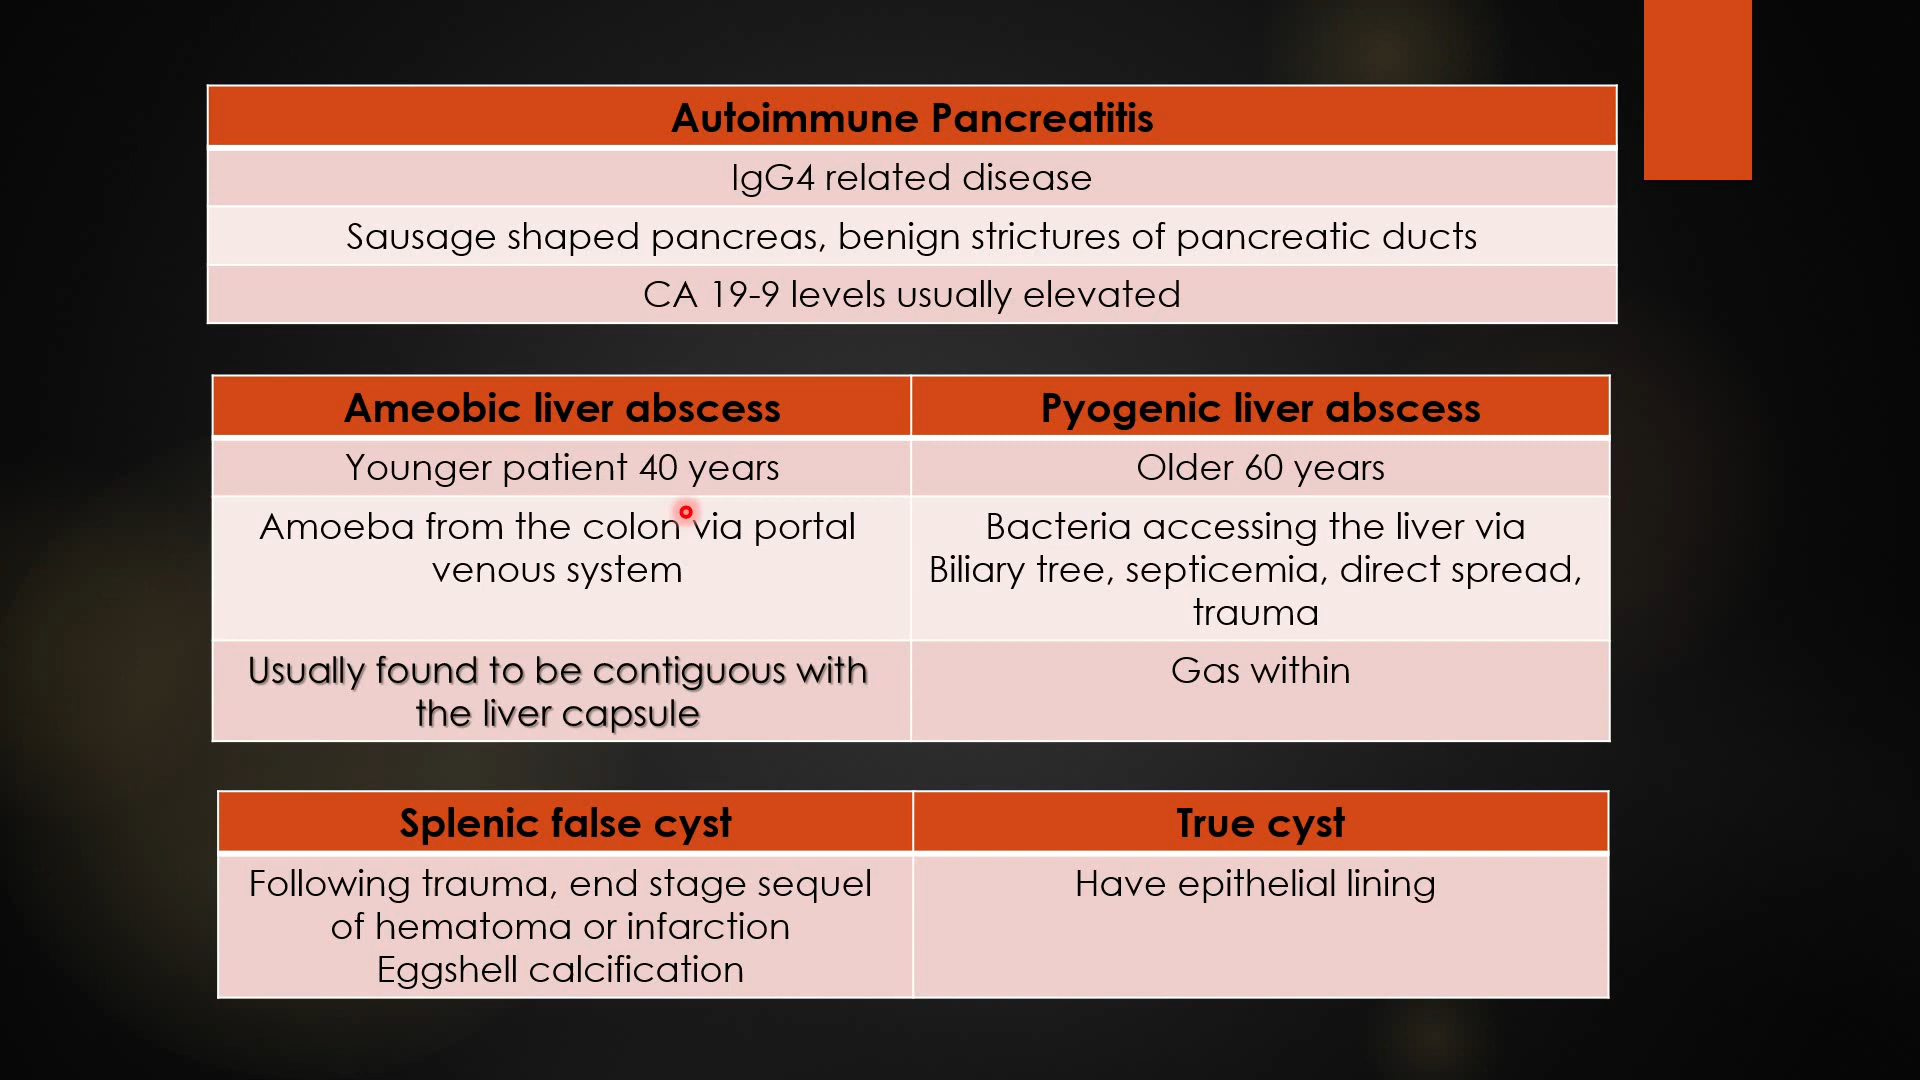 Autoimmune Pancreatitis
IgG4 related disease
Sausage shaped pancreas, benign strictures of pancreatic ducts
CA 19-9 levels usually elevated
Ameobic liver abscess
Pyogenic liver abscess
Younger patient 40 years
Older 60 years
Amoeba from the colon via portal
venous system
Bacteria accessing the liver via
Biliary tree, septicemia, direct spread,
trauma
Usually found to be contiguous with
the liver capsule
Gas within
Splenic false cyst
True cyst
Following trauma, end stage sequel
of hematoma or infarction
Eggshell calcification
Have epithelial lining